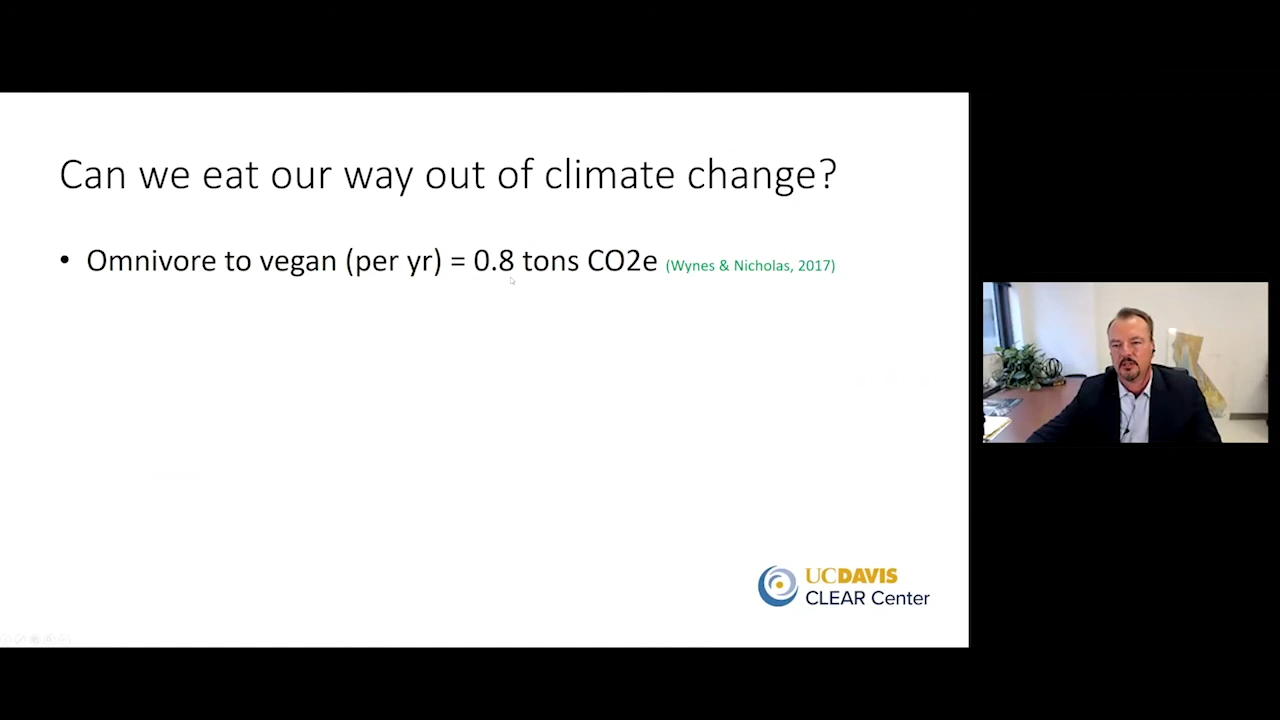 Can we eat our way out of climate change?
• Omnivore to vegan (per yr) = 0.8 tons CO2e (Wynes & Nicholas, 2017)
UCDAVIS
CLEAR Center